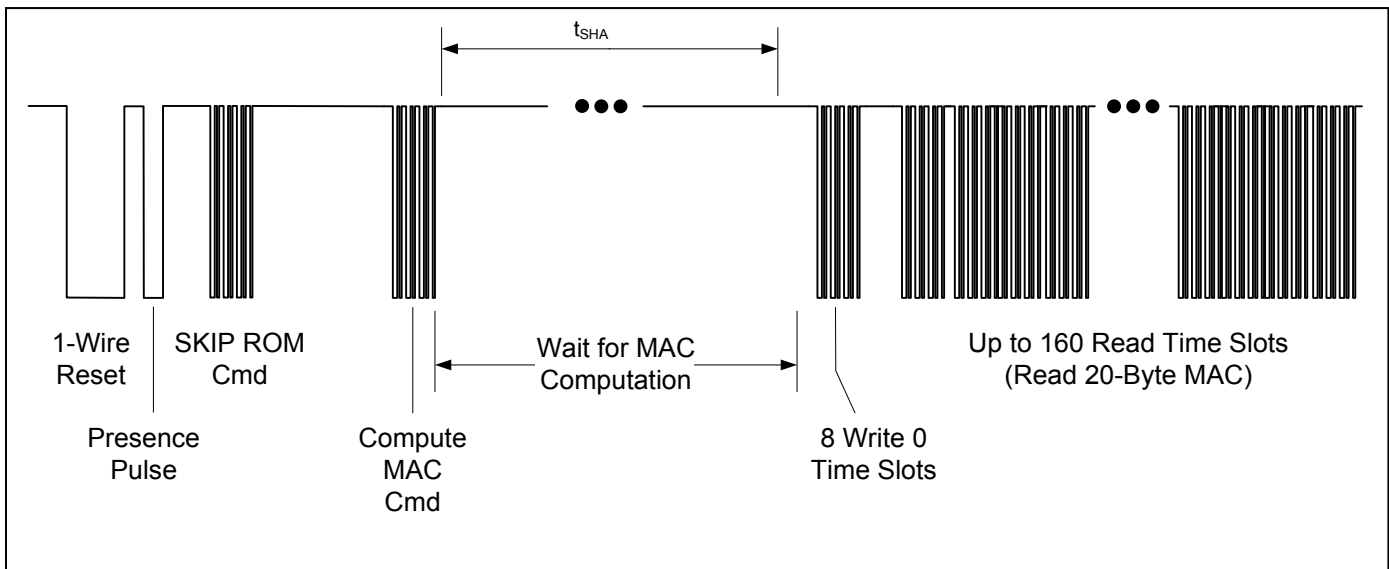 tSHA
1-Wire
Reset
SKIP ROM
Cmd
Wait for MAC
Computation
Up to 160 Read Time Slots
(Read 20-Byte MAC)
Presence
Pulse
Compute
MAC
Cmd
8 Write 0
Time Slots